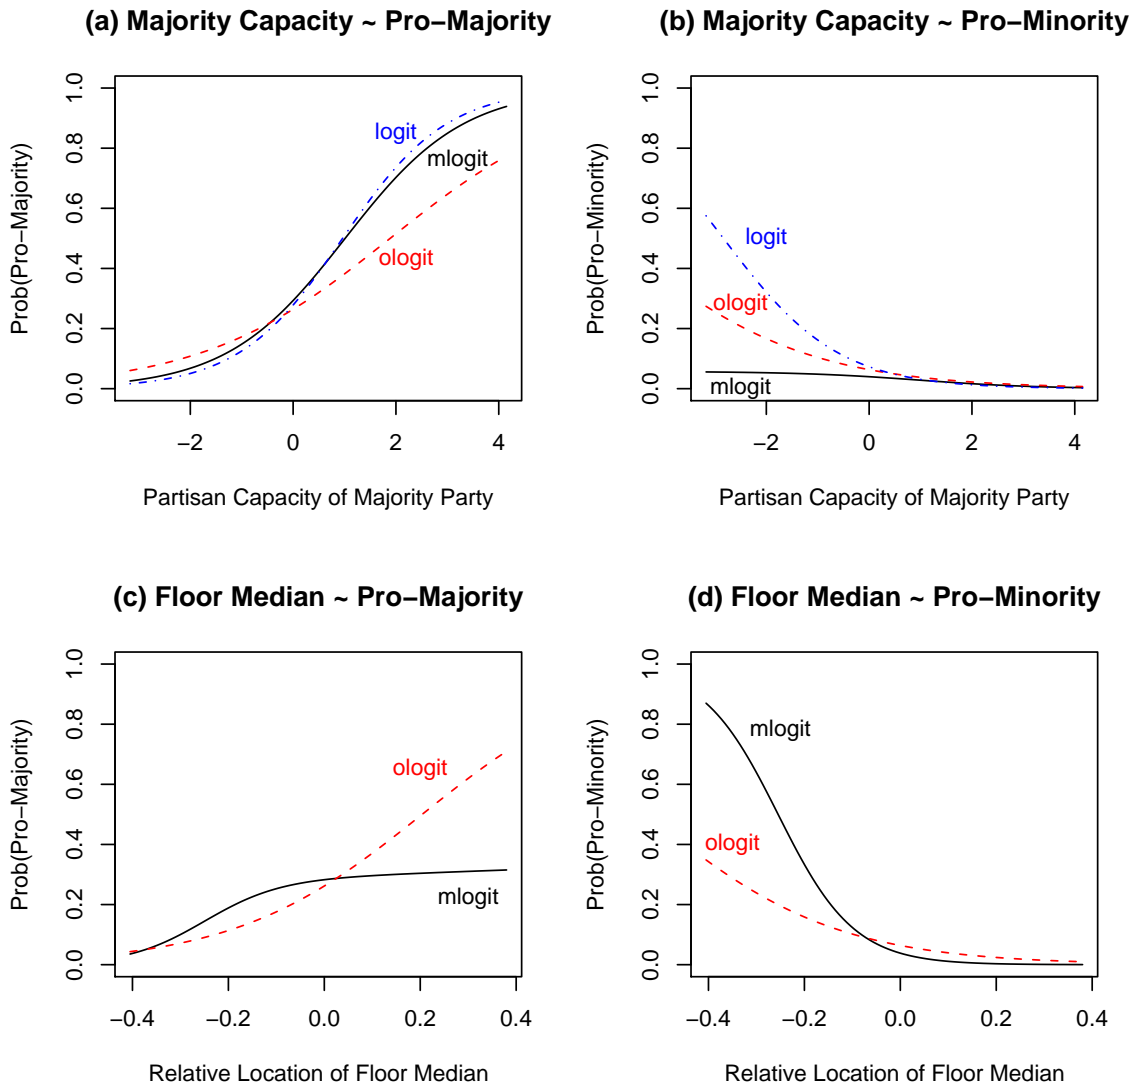 (a) Majority Capacity ~ Pro−Majority
Prob(Pro−Majority)
1.0
0.8
0.6
0.4
0.2
0.0
logit
mlogit
ologit
−2 0 2 4
Partisan Capacity of Majority Party
(b) Majority Capacity ~ Pro−Minority
Prob(Pro−Minority)
1.0
0.8
0.6
0.4
0.2
0.0
logit
ologit
mlogit
−2 0 2 4
Partisan Capacity of Majority Party
(c) Floor Median ~ Pro−Majority
Prob(Pro−Majority)
1.0
0.8
0.6
0.4
0.2
0.0
ologit
mlogit
−0.4 −0.2 0.0 0.2 0.4
Relative Location of Floor Median
(d) Floor Median ~ Pro−Minority
Prob(Pro−Minority)
1.0
0.8
0.6
0.4
0.2
0.0
mlogit
ologit
−0.4 −0.2 0.0 0.2 0.4
Relative Location of Floor Median